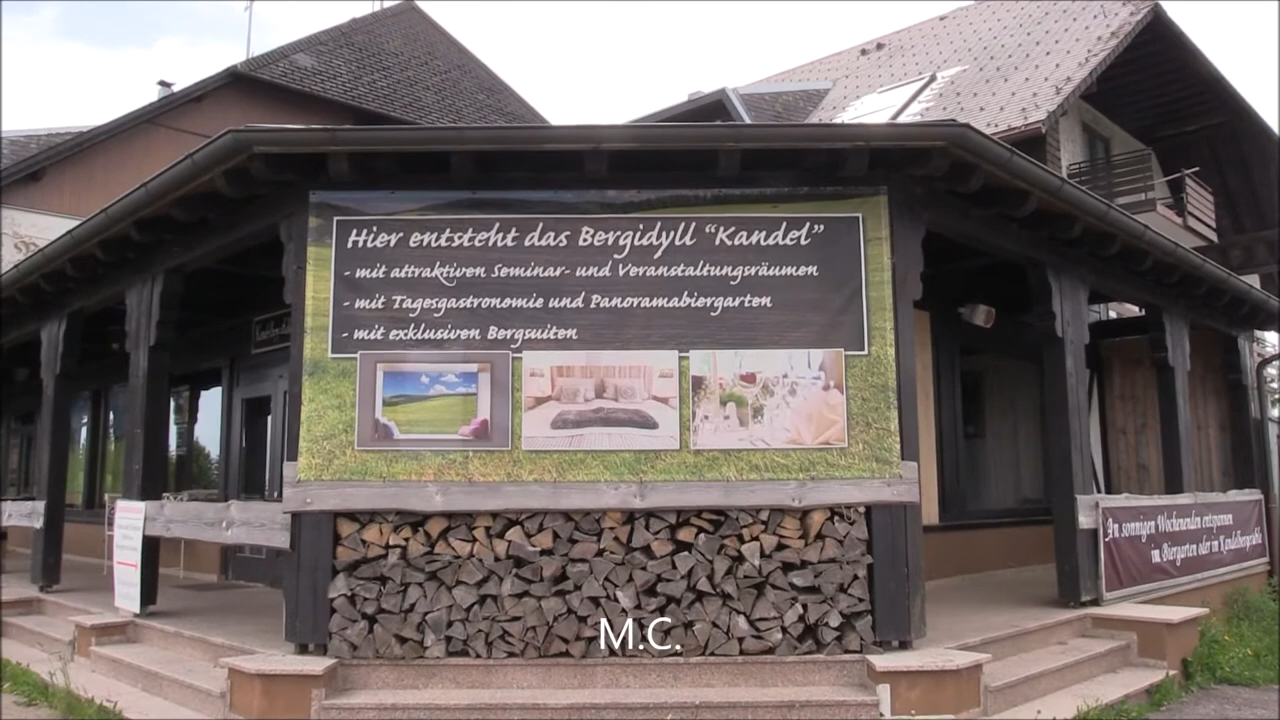 Hier entsteht das Bergidyll "Kandel"
- mit attraktiven Seminar- und Veranstaltungsräumen
- mit Tagesgastronomie und Panoramabiergarten
- mit exklusiven Bergsuiten
An sonnigen Wochenenden entspannen
im Biergarten oder im Kandelbergstüble
M.C.